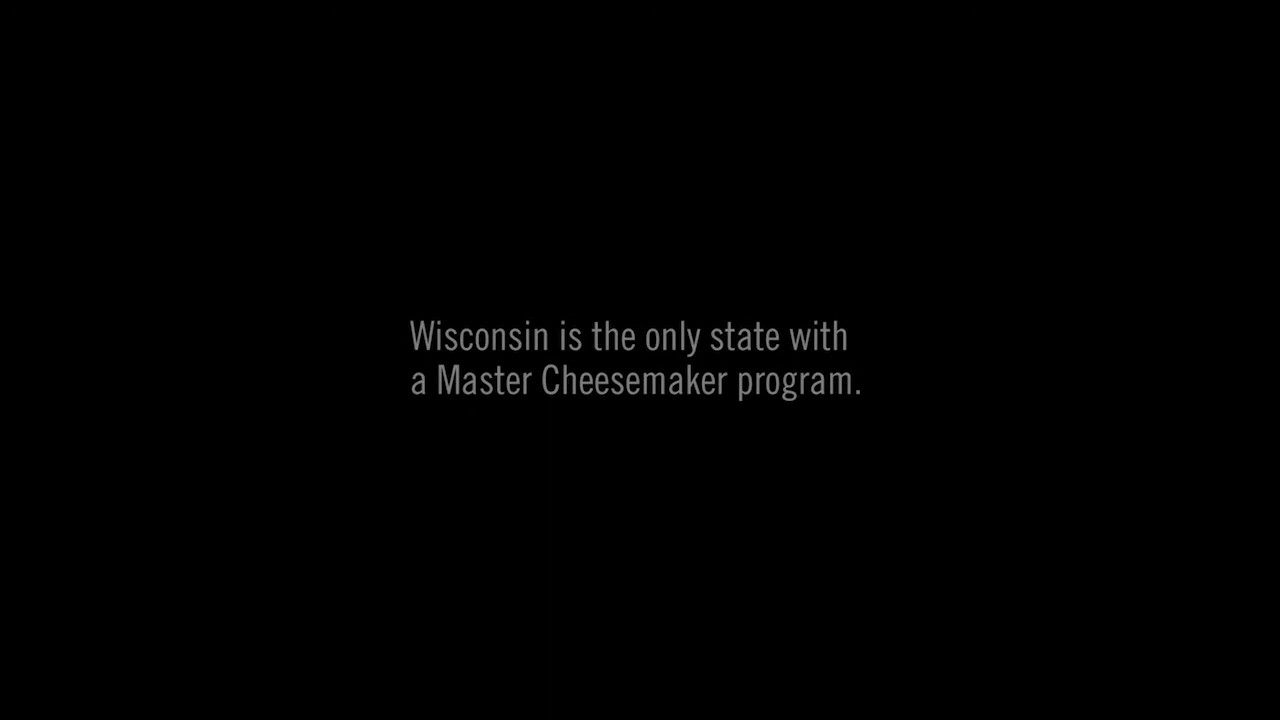 Wisconsin is the only state with
a Master Cheesemaker program.